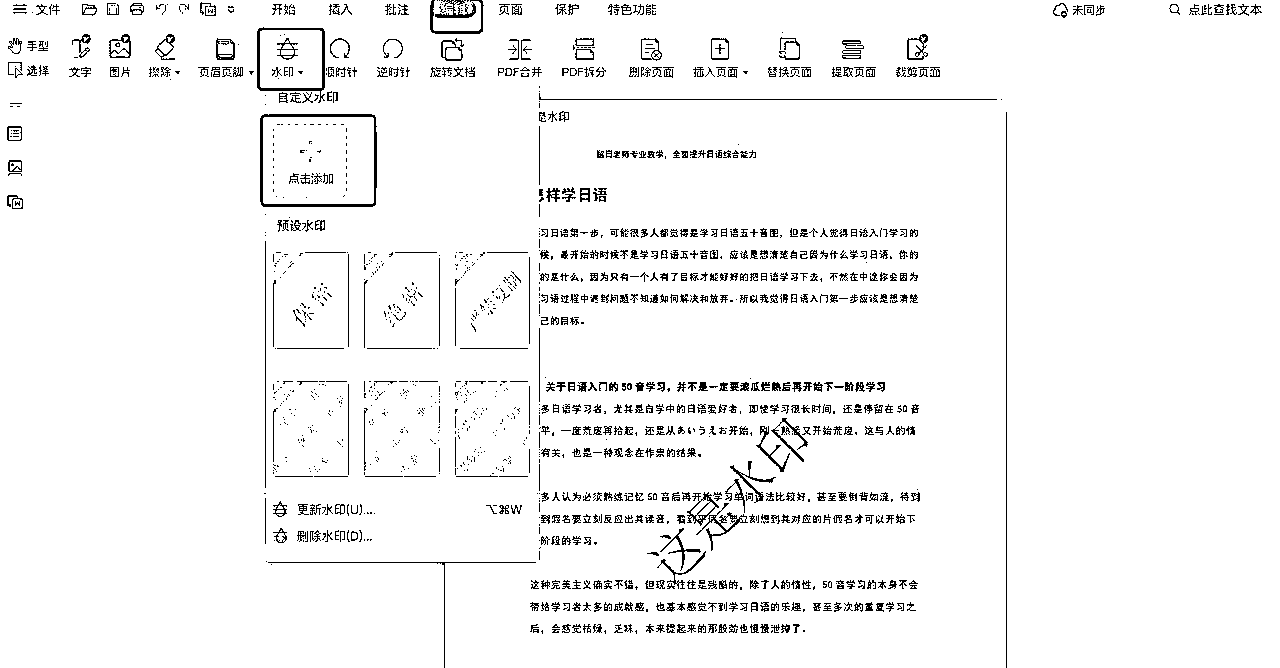 文件 开始 插入 批注 编辑 页面 保护 特色功能 未同步 点此查找文本
手型
选择
文字 图片 擦除 页眉页脚 水印 顺时针 逆时针 旋转文档 PDF合并 PDF拆分 删除页面 插入页面 替换页面 提取页面 裁剪页面
自定义水印
点击添加
预设水印
保密 绝密 严禁复制
更新水印(U)... ⌥⌘W
删除水印(D)...
是水印
老师专业教学，全面提升日语综合能力
怎样学日语
习日语第一步，可能很多人都觉得是学习日语五十音图，但是个人觉得日语入门学习的
候，最开始的时候不是学习日语五十音图，应该是想清楚自己因为什么学习日语，你的
的是什么，因为只有一个人有了目标才能好好的把日语学习下去，不然在中途你会因为
习语过程中遇到问题不知道如何解决和放弃。所以我觉得日语入门第一步应该是想清楚
己的目标。
关于日语入门的 50 音学习，并不是一定要滚瓜烂熟后再开始下一阶段学习
多日语学习者，尤其是自学中的日语爱好者，即使学习很长时间，还是停留在 50 音
，一度荒废再拾起，还是从あいうえお开始，刚一熟悉又开始荒废。这与人的惰
有关，也是一种观念在作祟的结果。
多人认为必须熟练记忆 50 音后再开始学习单词语法比较好，甚至要倒背如流，待到
到假名要立刻反应出其读音，看到平假名要立刻想到其对应的片假名才可以开始下
阶段的学习。
这种完美主义确实不错，但现实往往是残酷的，除了人的惰性，50 音学习的本身不会
带给学习者太多的成就感，也基本感觉不到学习日语的乐趣，甚至多次的重复学习之
后，会感觉枯燥，乏味，本来提起来的那股劲也慢慢泄掉了。
这是水印